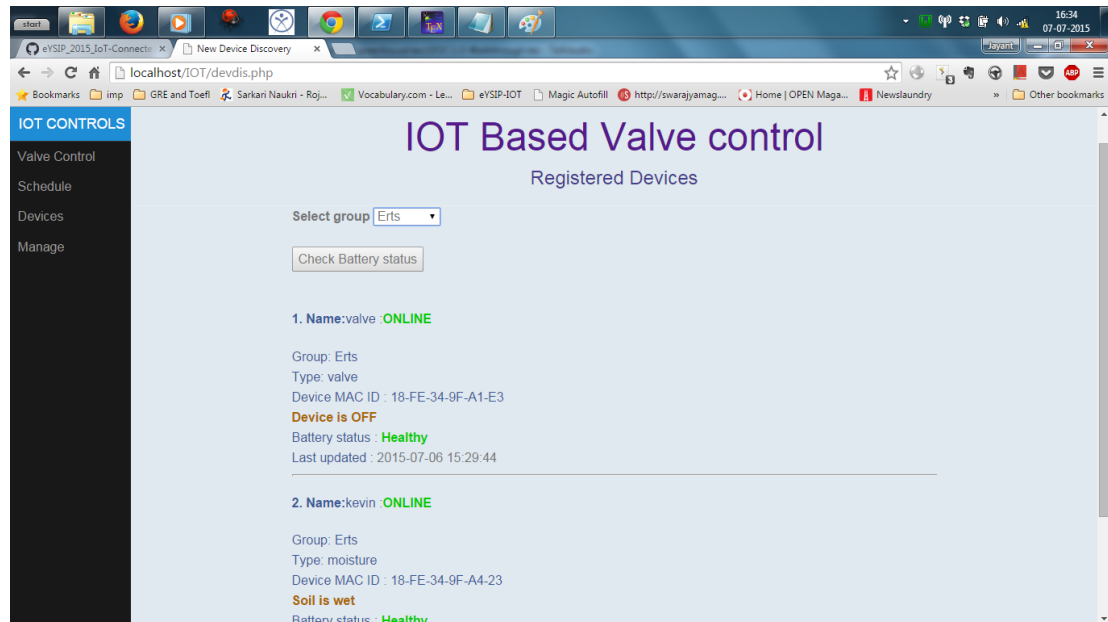 start
TEX
16:34
07-07-2015
eYSIP_2015_IoT-Connecte
New Device Discovery
Jayant
localhost/IOT/devdis.php
ABP
Bookmarks imp GRE and Toefl Sarkari Naukri - Roj... Vocabulary.com - Le... eYSIP-IOT Magic Autofill http://swarajyamag.... Home | OPEN Maga... Newslaundry » Other bookmarks
IOT CONTROLS
Valve Control
Schedule
Devices
Manage
IOT Based Valve control
Registered Devices
Select group Erts
Check Battery status
1. Name:valve :ONLINE
Group: Erts
Type: valve
Device MAC ID : 18-FE-34-9F-A1-E3
Device is OFF
Battery status : Healthy
Last updated : 2015-07-06 15:29:44
2. Name:kevin :ONLINE
Group: Erts
Type: moisture
Device MAC ID : 18-FE-34-9F-A4-23
Soil is wet
Battery status : Healthy